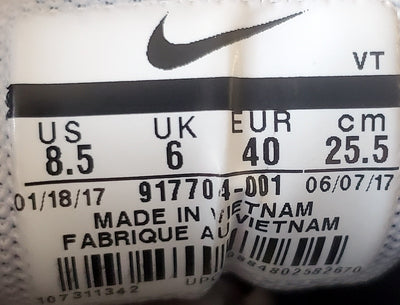 VT
US UK EUR cm
8.5 6 40 25.5
01/18/17 917704-001 06/07/17
MADE IN VIETNAM
FABRIQUE AU VIETNAM
107311342